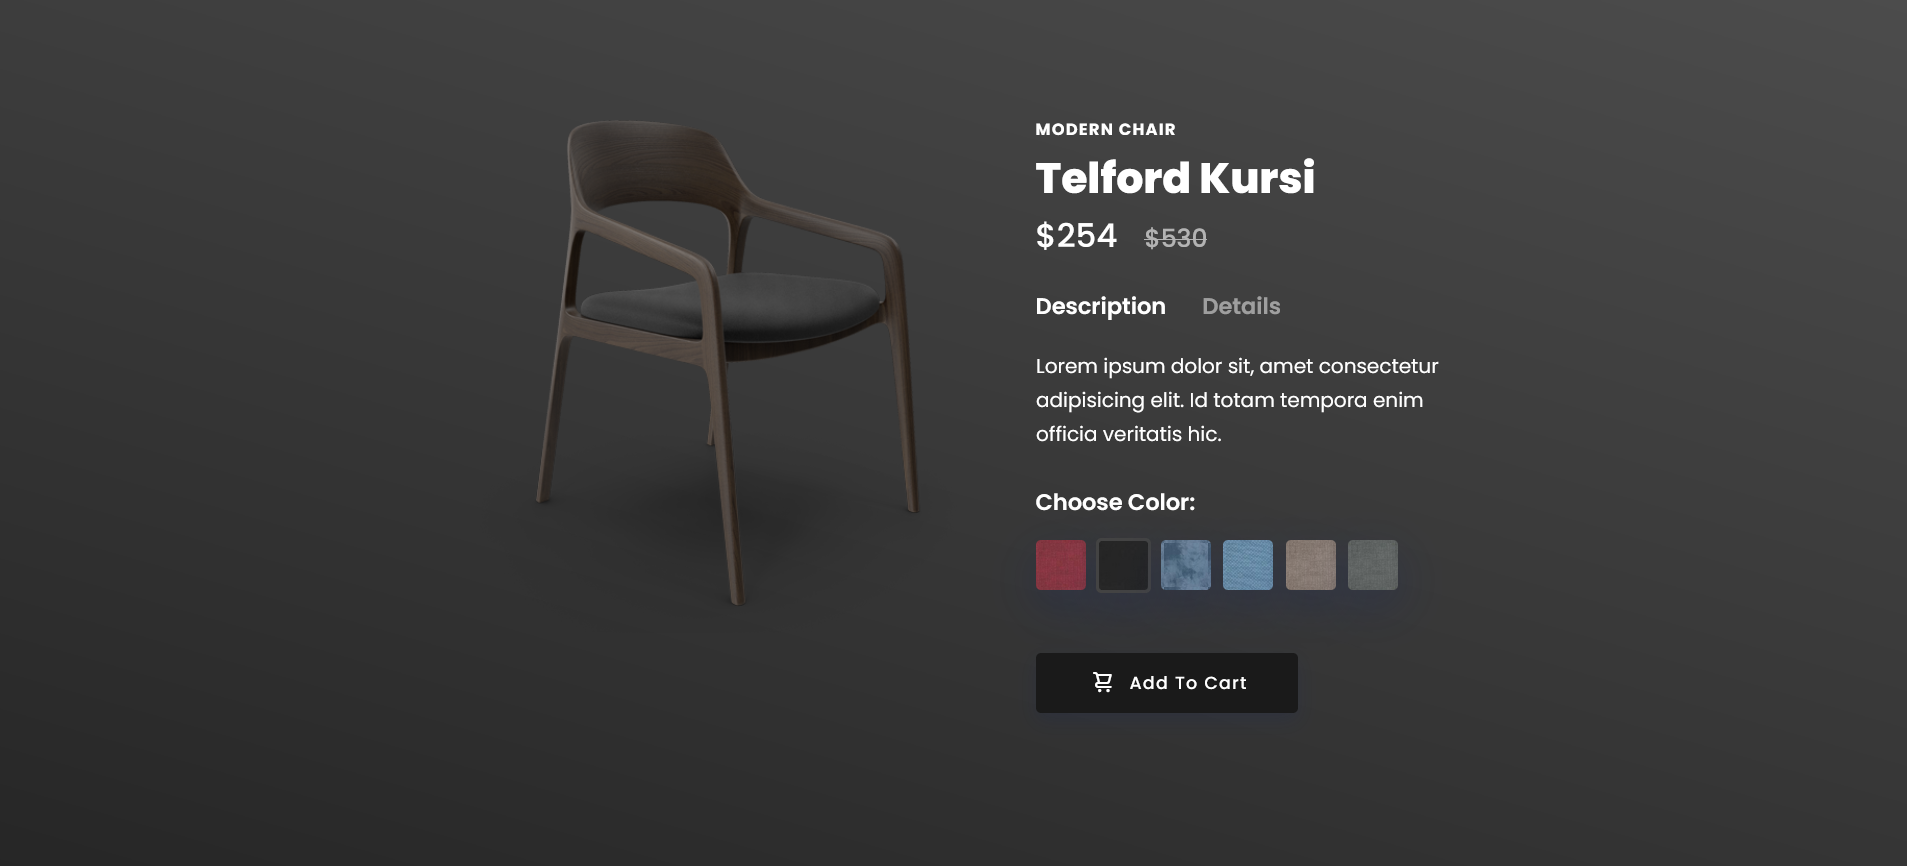 MODERN CHAIR
Telford Kursi
$254 $530
Description Details
Lorem ipsum dolor sit, amet consectetur
adipisicing elit. Id totam tempora enim
officia veritatis hic.
Choose Color:
Add To Cart